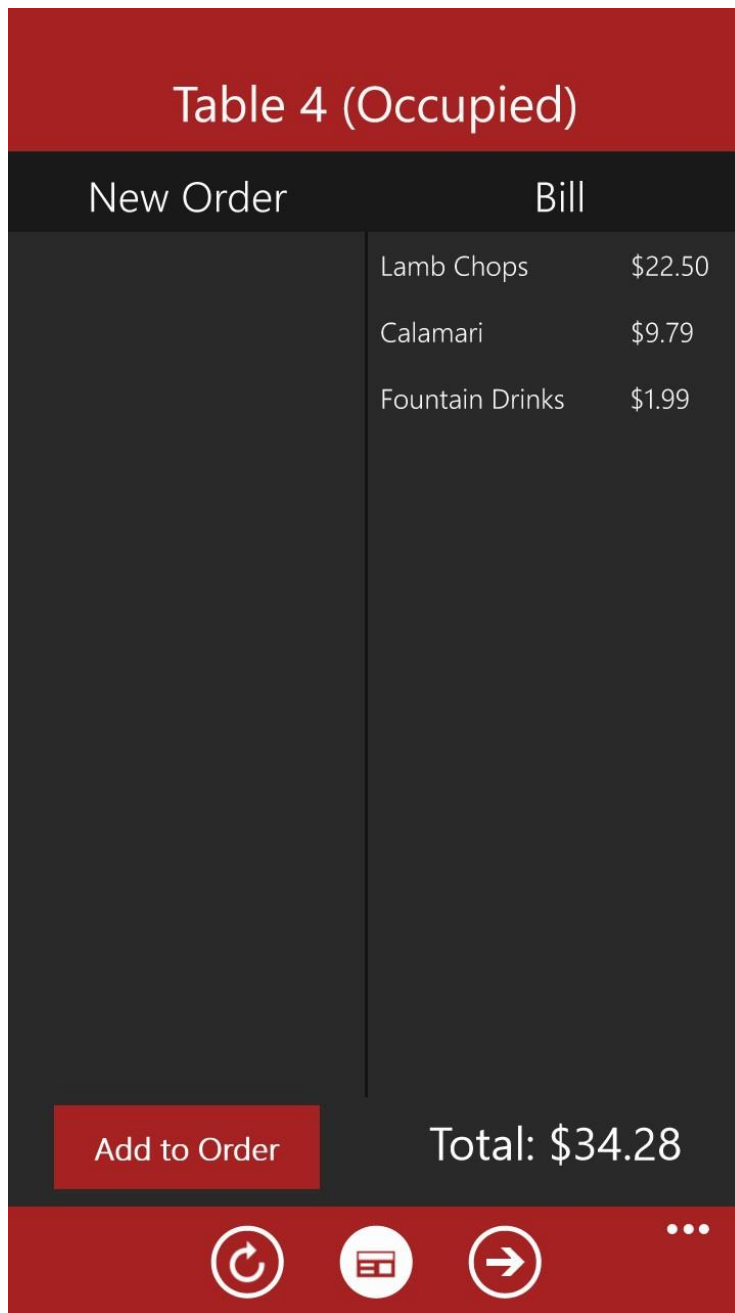 Table 4 (Occupied)
New Order Bill
Lamb Chops $22.50
Calamari $9.79
Fountain Drinks $1.99
Add to Order Total: $34.28